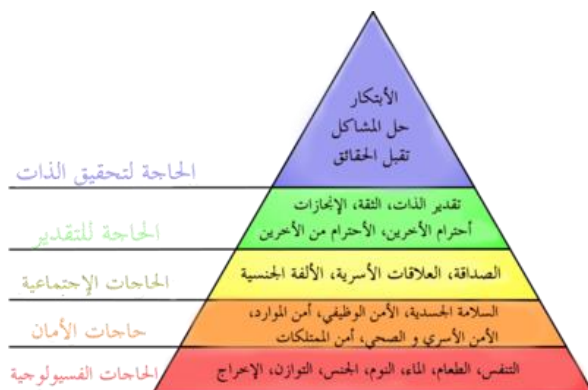 الأبتكار
حل المشاكل
تقبل الحقائق
الحاجة لتحقيق الذات
تقدير الذات، الثقة، الإنجازات
أحترام الأخرين، الأحترام من الأخرين
الحاجة للتقدير
الصداقة، العلاقات الأسرية، الألفة الجنسية
الحاجات الإجتماعية
السلامة الجسدية، الأمن الوظيفي، أمن الموارد،
الأمن الأسري و الصحي، أمن الممتلكات
حاجات الأمان
التنفس، الطعام، الماء، النوم، الجنس، التوازن، الإخراج
الحاجات الفسيولوجية